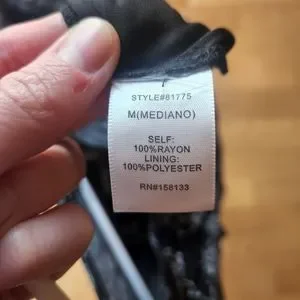 STYLE#81775
M(MEDIANO)
SELF:
100%RAYON
LINING:
100%POLYESTER
RN#158133